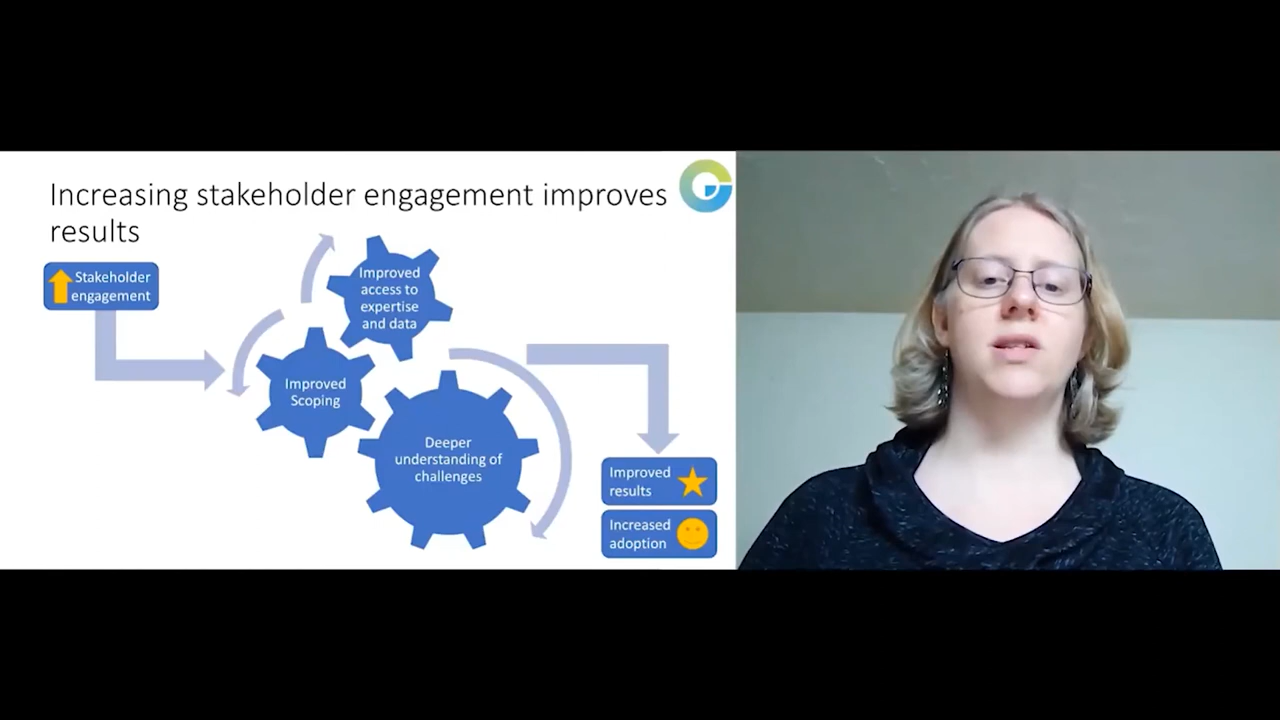 Increasing stakeholder engagement improves
results
Stakeholder
engagement
Improved
access to
expertise
and data
Improved
Scoping
Deeper
understanding of
challenges
Improved
results
Increased
adoption